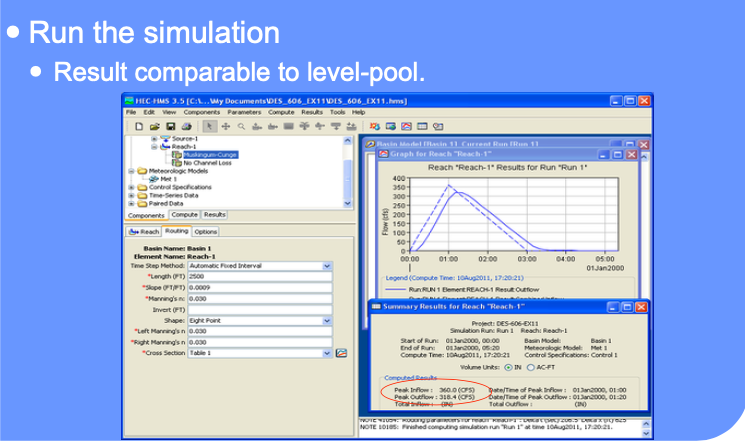 Run the simulation
Result comparable to level-pool.
HEC-HMS 3.5 [C:\...\My Documents\DES_606_EX11\DES_606_EX11.hms]
File Edit View Components Parameters Compute Results Tools Help
Source-1
Reach-1
Muskingum-Cunge
No Channel Loss
Meteorologic Models
Met 1
Control Specifications
Time-Series Data
Paired Data
Components Compute Results
Reach Routing Options
Basin Name: Basin 1
Element Name: Reach-1
Time Step Method: Automatic Fixed Interval
*Length (FT) 2500
*Slope (FT/FT) 0.0009
*Manning's n: 0.030
Invert (FT)
Shape: Eight Point
*Left Manning's n 0.030
*Right Manning's n 0.030
*Cross Section Table 1
Basin Model [Basin 1] Current Run [Run 1]
Graph for Reach "Reach-1"
Reach "Reach-1" Results for Run "Run 1"
Flow (cfs)
400
350
300
250
200
150
100
50
0
00:00 01:00 02:00 03:00 04:00 05:00
01Jan2000
Legend (Compute Time: 10Aug2011, 17:20:21)
Run:RUN 1 Element:REACH-1 Result:Outflow
Summary Results for Reach "Reach-1"
Project: DES-606-EX11
Simulation Run: Run 1 Reach: Reach-1
Start of Run: 01Jan2000, 00:00 Basin Model: Basin 1
End of Run: 01Jan2000, 05:20 Meteorologic Model: Met 1
Compute Time: 10Aug2011, 17:20:21 Control Specifications: Control 1
Volume Units: IN AC-FT
Computed Results
Peak Inflow : 360.0 (CFS) Date/Time of Peak Inflow : 01Jan2000, 01:00
Peak Outflow : 318.4 (CFS) Date/Time of Peak Outflow : 01Jan2000, 01:20
Total Inflow : (IN) Total Outflow : (IN)
NOTE 10185: Finished computing simulation run "Run 1" at time 10Aug2011, 17:20:21.